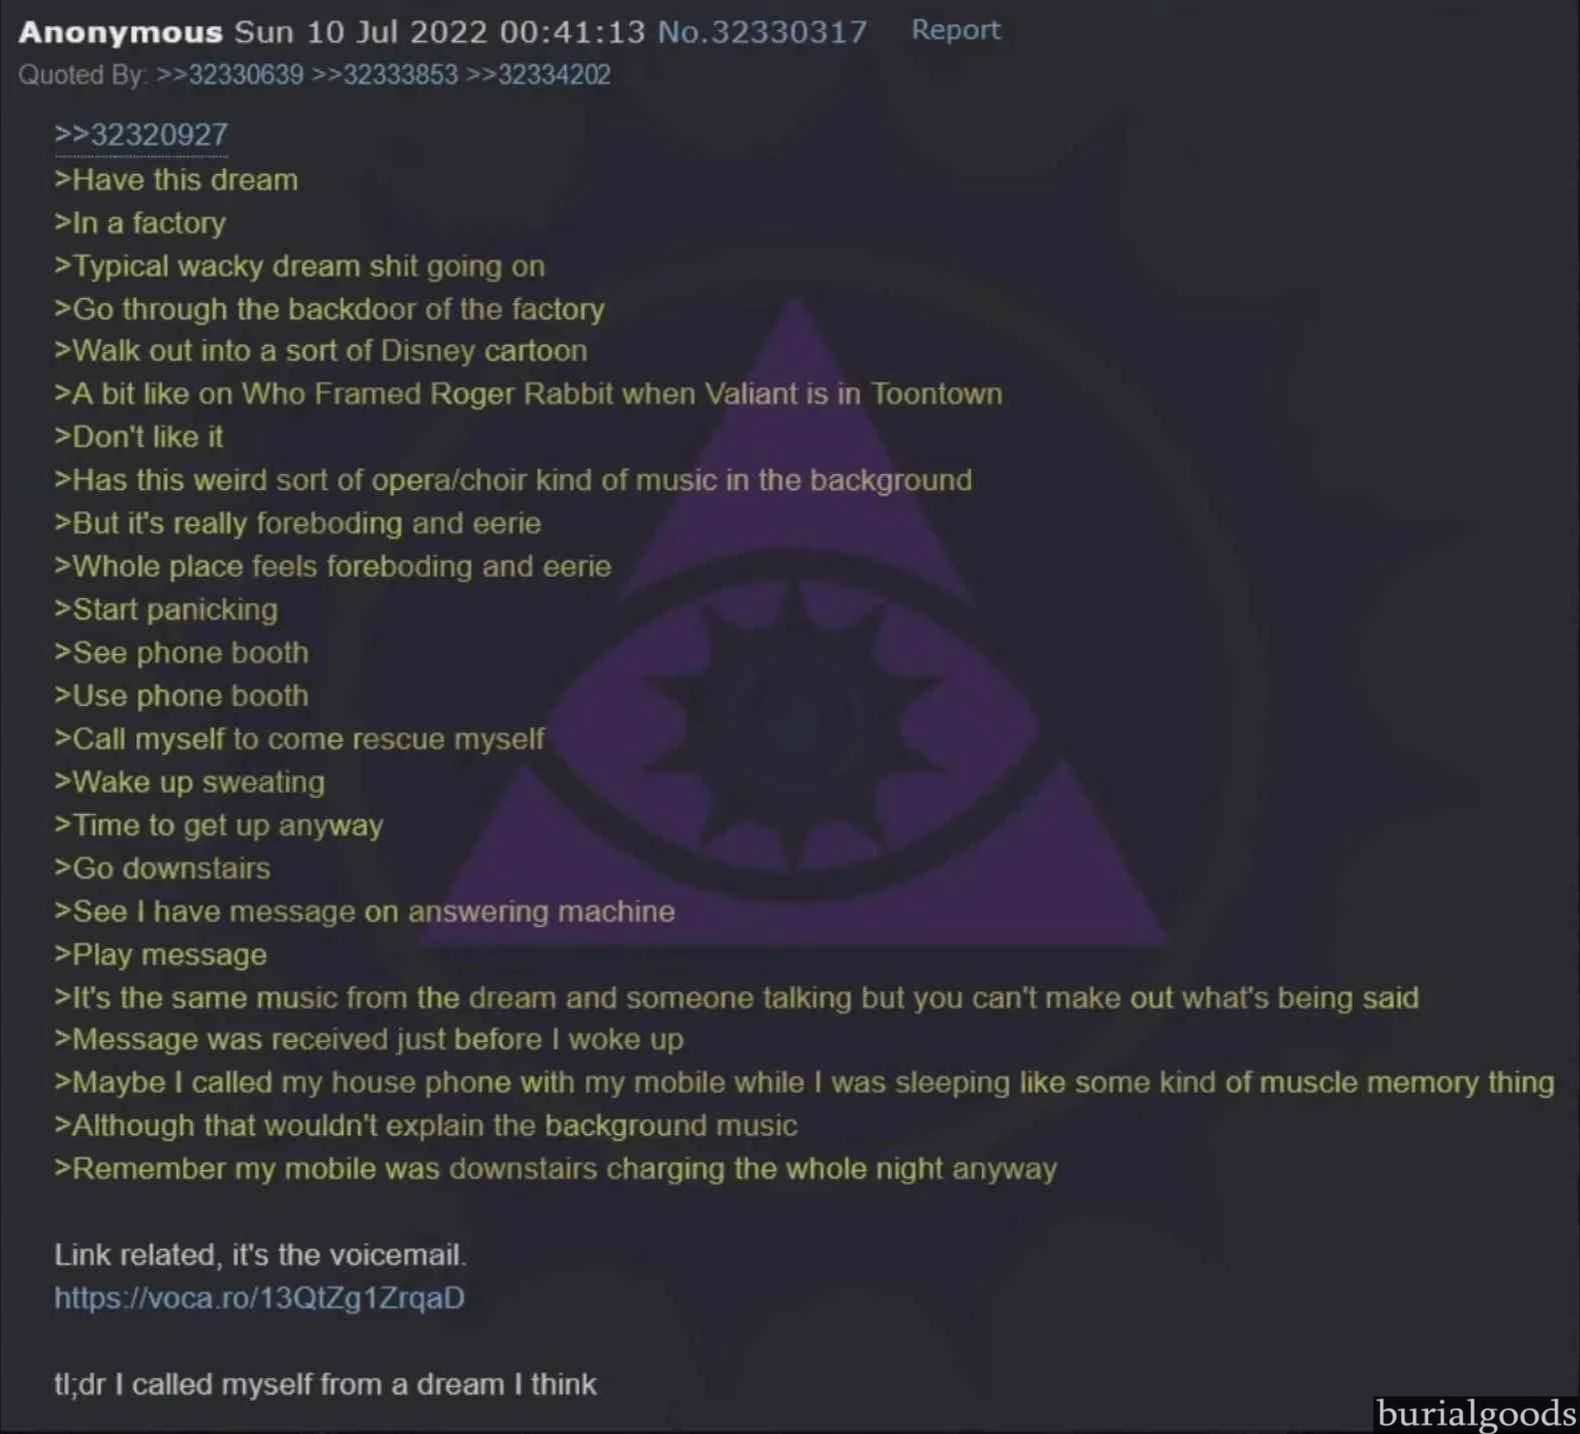 Anonymous Sun 10 Jul 2022 00:41:13 No.32330317 Report
Quoted By: >>32330639 >>32333853 >>32334202
>>32320927
>Have this dream
>In a factory
>Typical wacky dream shit going on
>Go through the backdoor of the factory
>Walk out into a sort of Disney cartoon
>A bit like on Who Framed Roger Rabbit when Valiant is in Toontown
>Don't like it
>Has this weird sort of opera/choir kind of music in the background
>But it's really foreboding and eerie
>Whole place feels foreboding and eerie
>Start panicking
>See phone booth
>Use phone booth
>Call myself to come rescue myself
>Wake up sweating
>Time to get up anyway
>Go downstairs
>See I have message on answering machine
>Play message
>It's the same music from the dream and someone talking but you can't make out what's being said
>Message was received just before I woke up
>Maybe I called my house phone with my mobile while I was sleeping like some kind of muscle memory thing
>Although that wouldn't explain the background music
>Remember my mobile was downstairs charging the whole night anyway
Link related, it's the voicemail.
https://voca.ro/13QtZg1ZrqaD
tl;dr I called myself from a dream I think
burialgoods